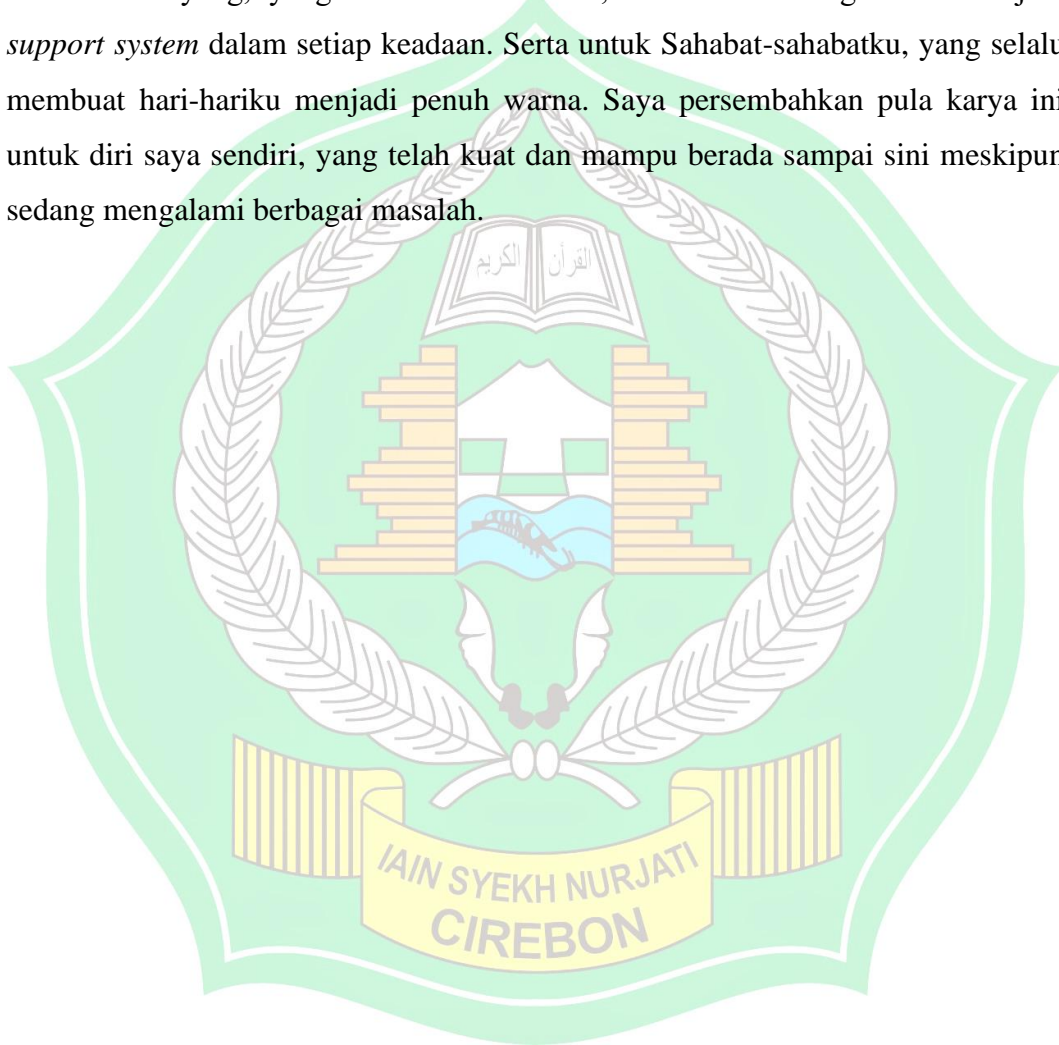 support system dalam setiap keadaan. Serta untuk Sahabat-sahabatku, yang selalu
membuat hari-hariku menjadi penuh warna. Saya persembahkan pula karya ini
untuk diri saya sendiri, yang telah kuat dan mampu berada sampai sini meskipun
sedang mengalami berbagai masalah.
القرآن
الكريم
IAIN SYEKH NURJATI
CIREBON